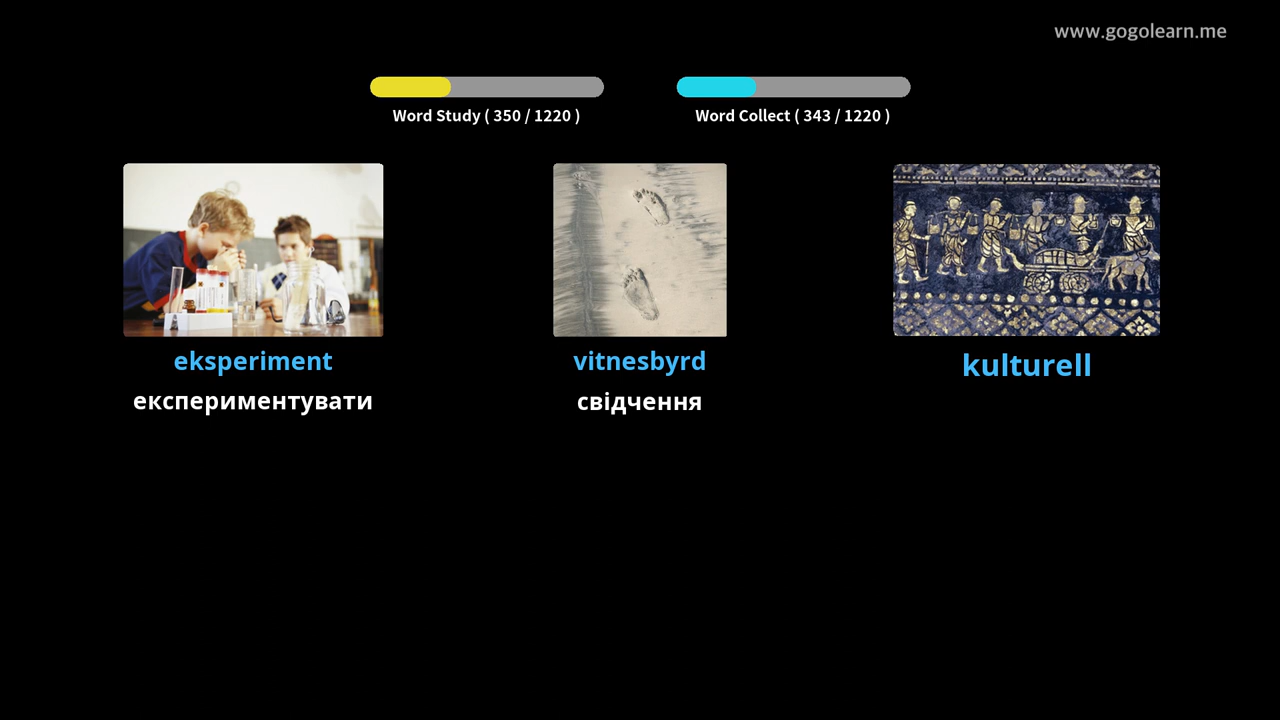 www.gogolearn.me
Word Study ( 350 / 1220 )
Word Collect ( 343 / 1220 )
eksperiment
експериментувати
vitnesbyrd
свідчення
kulturell